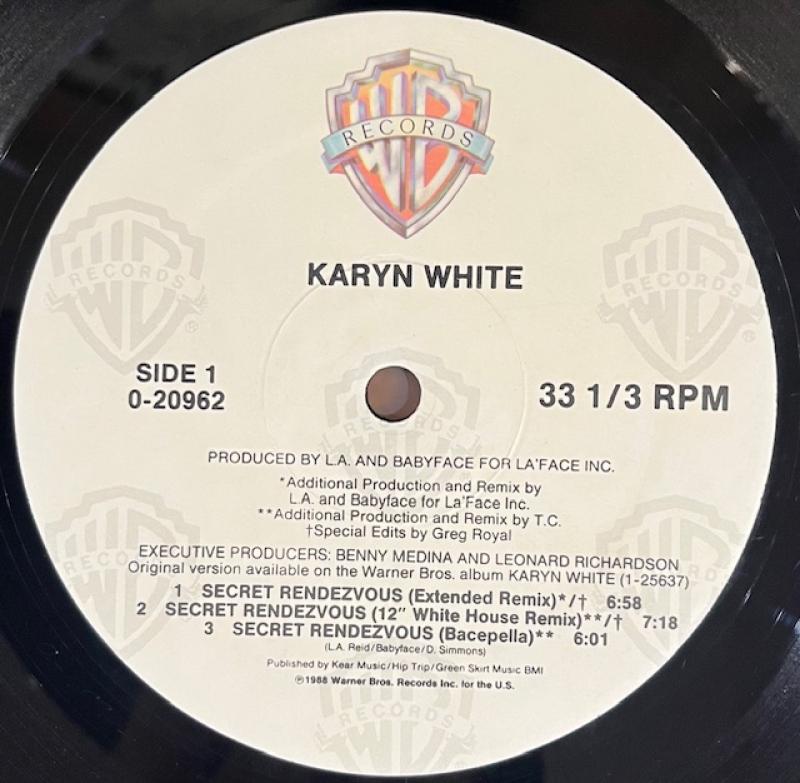 WB
RECORDS
KARYN WHITE
SIDE 1
0-20962
33 1/3 RPM
PRODUCED BY L.A. AND BABYFACE FOR LA'FACE INC.
*Additional Production and Remix by
L.A. and Babyface for La'Face Inc.
**Additional Production and Remix by T.C.
†Special Edits by Greg Royal
EXECUTIVE PRODUCERS: BENNY MEDINA AND LEONARD RICHARDSON
Original version available on the Warner Bros. album KARYN WHITE (1-25637)
1 SECRET RENDEZVOUS (Extended Remix)*/† 6:58
2 SECRET RENDEZVOUS (12" White House Remix)**/† 7:18
3 SECRET RENDEZVOUS (Bacepella)** 6:01
(L.A. Reid/Babyface/D. Simmons)
Published by Kear Music/Hip Trip/Green Skirt Music BMI
℗1988 Warner Bros. Records Inc. for the U.S.